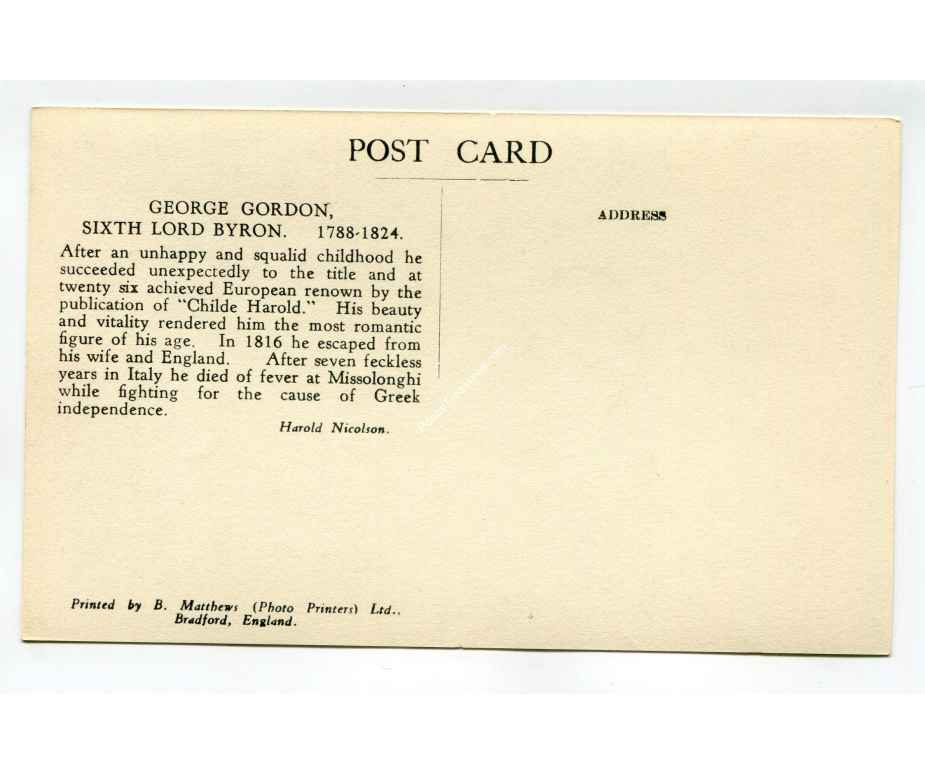 POST CARD
GEORGE GORDON,
SIXTH LORD BYRON. 1788-1824.
After an unhappy and squalid childhood he
succeeded unexpectedly to the title and at
twenty six achieved European renown by the
publication of "Childe Harold." His beauty
and vitality rendered him the most romantic
figure of his age. In 1816 he escaped from
his wife and England. After seven feckless
years in Italy he died of fever at Missolonghi
while fighting for the cause of Greek
independence.
Harold Nicolson.
Printed by B. Matthews (Photo Printers) Ltd..
Bradford, England.
ADDRESS